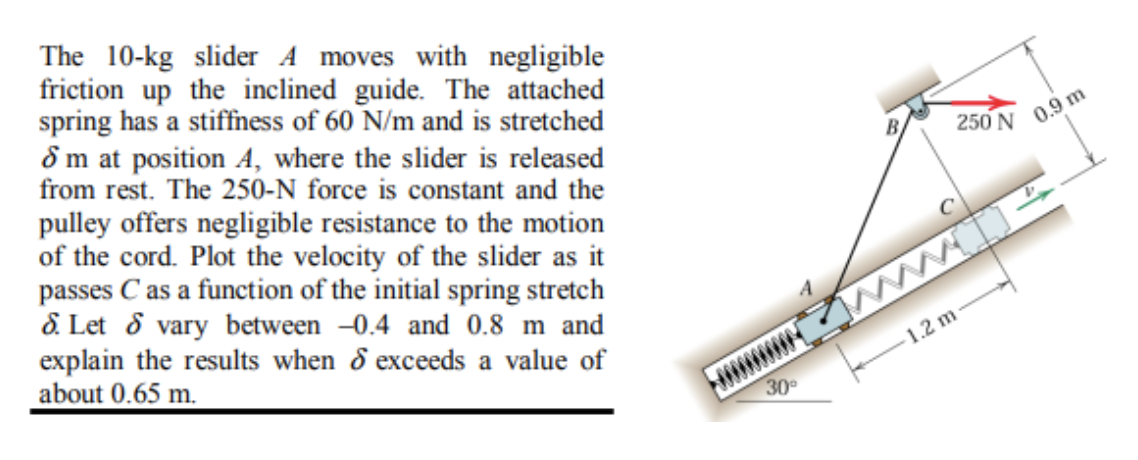 The 10-kg slider A moves with negligible
friction up the inclined guide. The attached
spring has a stiffness of 60 N/m and is stretched
δ m at position A, where the slider is released
from rest. The 250-N force is constant and the
pulley offers negligible resistance to the motion
of the cord. Plot the velocity of the slider as it
passes C as a function of the initial spring stretch
δ. Let δ vary between –0.4 and 0.8 m and
explain the results when δ exceeds a value of
about 0.65 m.
B
250 N
0.9 m
C
v
A
1.2 m
30°